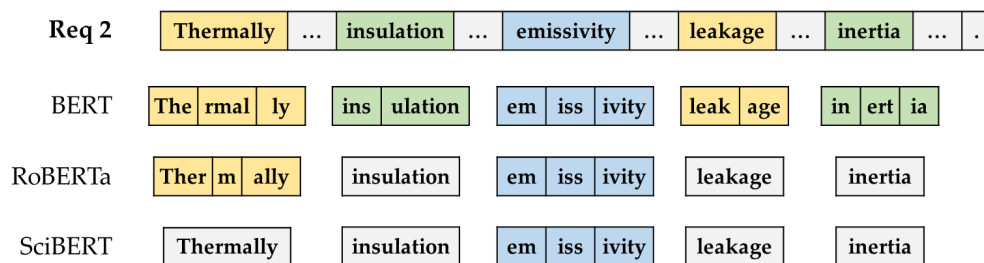 Req 2 Thermally ... insulation ... emissivity ... leakage ... inertia ... .
BERT The rmal ly ins ulation em iss ivity leak age in ert ia
RoBERTa Ther m ally insulation em iss ivity leakage inertia
SciBERT Thermally insulation em iss ivity leakage inertia